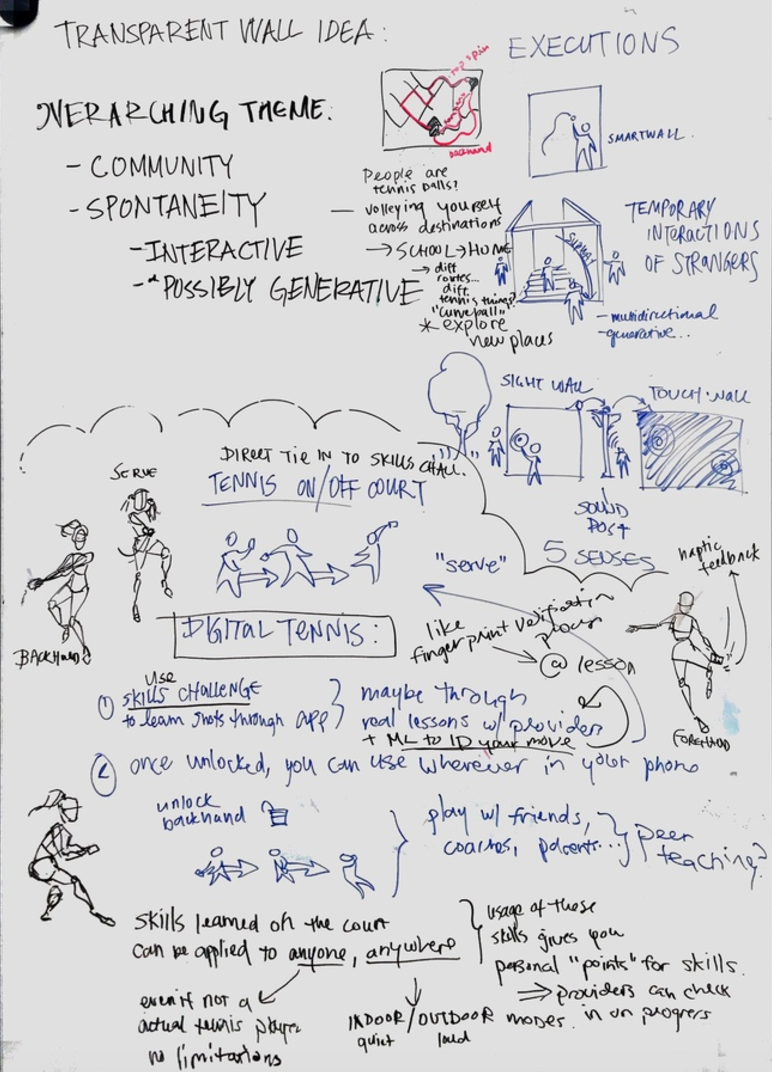 TRANSPARENT WALL IDEA:
EXECUTIONS
OVERARCHING THEME:
- COMMUNITY
- SPONTANEITY
- INTERACTIVE
- * POSSIBLY GENERATIVE
top spin
backhand
People are
tennis balls?
— volleying yourself
across destinations
→ SCHOOL → HOME
→ diff
routes...
diff.
tennis things?
"curveball"
* explore
new places
SMARTWALL.
SUBWAY
TEMPORARY
INTERACTIONS
OF STRANGERS
- multidirectional
- generative...
SIGHT WALL
TOUCH WALL
SOUND
POST
5 SENSES
DIRECT TIE IN TO SKILLS CHALL.
TENNIS ON/OFF COURT
SERVE
BACKHAND
"serve"
haptic
feedback
FOREHAND
DIGITAL TENNIS:
like
fingerprint verification
process
@ lesson
① use
SKILLS CHALLENGE
to learn shots through app
maybe through
real lessons w/ providers
+ ML to ID your move
② once unlocked, you can use wherever in your phone
unlock
backhand
play w/ friends,
coaches, parents...
peer
teaching?
skills learned on the court
can be applied to anyone, anywhere
usage of these
skills gives you
personal "points" for skills.
⇒ providers can check
in on progress
even if not a
actual tennis player
no limitations
INDOOR/OUTDOOR modes.
quiet loud